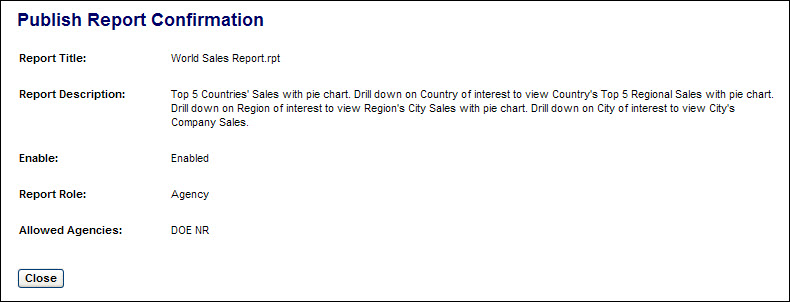 Publish Report Confirmation
Report Title: World Sales Report.rpt
Report Description: Top 5 Countries' Sales with pie chart. Drill down on Country of interest to view Country's Top 5 Regional Sales with pie chart.
Drill down on Region of interest to view Region's City Sales with pie chart. Drill down on City of interest to view City's
Company Sales.
Enable: Enabled
Report Role: Agency
Allowed Agencies: DOE NR
Close